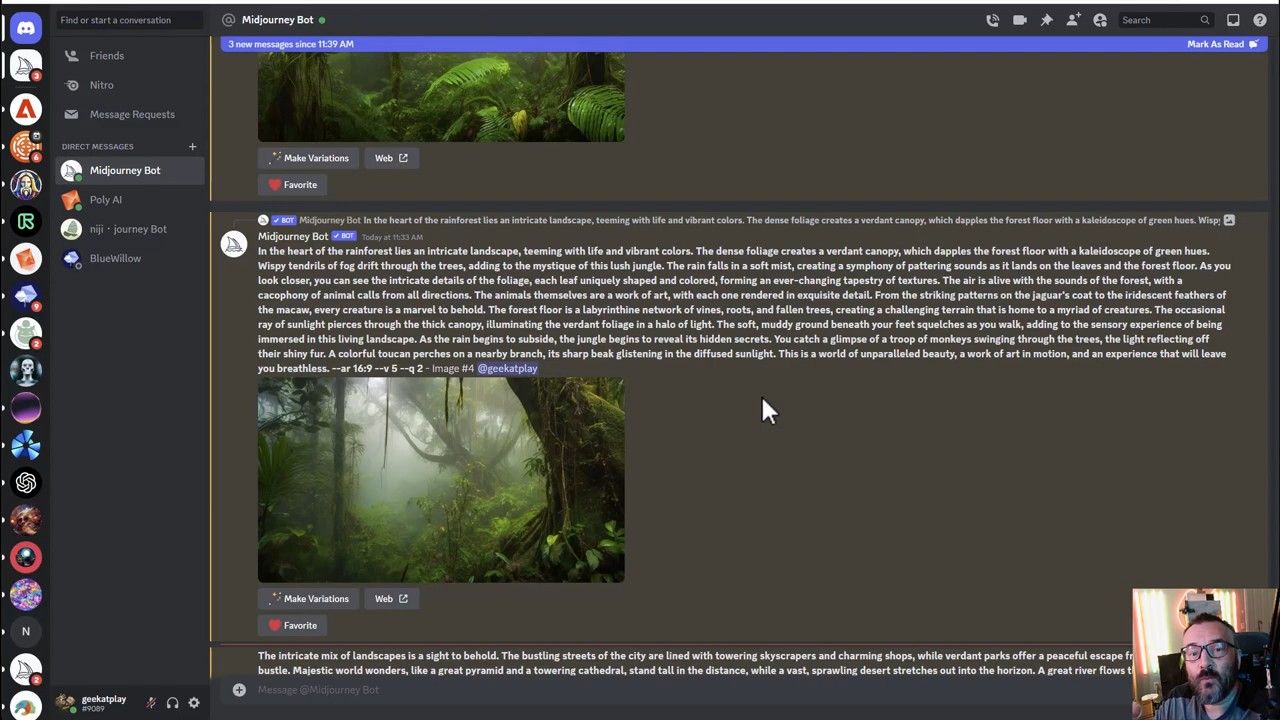 Find or start a conversation
Midjourney Bot
Search
3
Friends
3 new messages since 11:39 AM
Mark As Read
Nitro
Message Requests
DIRECT MESSAGES
6
Midjourney Bot
Make Variations
Web
Favorite
Poly AI
niji・journey Bot
BlueWillow
BOT Midjourney Bot In the heart of the rainforest lies an intricate landscape, teeming with life and vibrant colors. The dense foliage creates a verdant canopy, which dapples the forest floor with a kaleidoscope of green hues. Wispy
Midjourney Bot BOT Today at 11:33 AM
In the heart of the rainforest lies an intricate landscape, teeming with life and vibrant colors. The dense foliage creates a verdant canopy, which dapples the forest floor with a kaleidoscope of green hues.
Wispy tendrils of fog drift through the trees, adding to the mystique of this lush jungle. The rain falls in a soft mist, creating a symphony of pattering sounds as it lands on the leaves and the forest floor. As you
look closer, you can see the intricate details of the foliage, each leaf uniquely shaped and colored, forming an ever-changing tapestry of textures. The air is alive with the sounds of the forest, with a
cacophony of animal calls from all directions. The animals themselves are a work of art, with each one rendered in exquisite detail. From the striking patterns on the jaguar's coat to the iridescent feathers of
the macaw, every creature is a marvel to behold. The forest floor is a labyrinthine network of vines, roots, and fallen trees, creating a challenging terrain that is home to a myriad of creatures. The occasional
ray of sunlight pierces through the thick canopy, illuminating the verdant foliage in a halo of light. The soft, muddy ground beneath your feet squelches as you walk, adding to the sensory experience of being
immersed in this living landscape. As the rain begins to subside, the jungle begins to reveal its hidden secrets. You catch a glimpse of a troop of monkeys swinging through the trees, the light reflecting off
their shiny fur. A colorful toucan perches on a nearby branch, its sharp beak glistening in the diffused sunlight. This is a world of unparalleled beauty, a work of art in motion, and an experience that will leave
you breathless. --ar 16:9 --v 5 --q 2 - Image #4 @geekatplay
9
2
Make Variations
Web
Favorite
N
The intricate mix of landscapes is a sight to behold. The bustling streets of the city are lined with towering skyscrapers and charming shops, while verdant parks offer a peaceful escape
bustle. Majestic world wonders, like a great pyramid and a towering cathedral, stand tall in the distance, while a vast, sprawling desert stretches out into the horizon. A great river flows
2
geekatplay
#9089
Message @Midjourney Bot